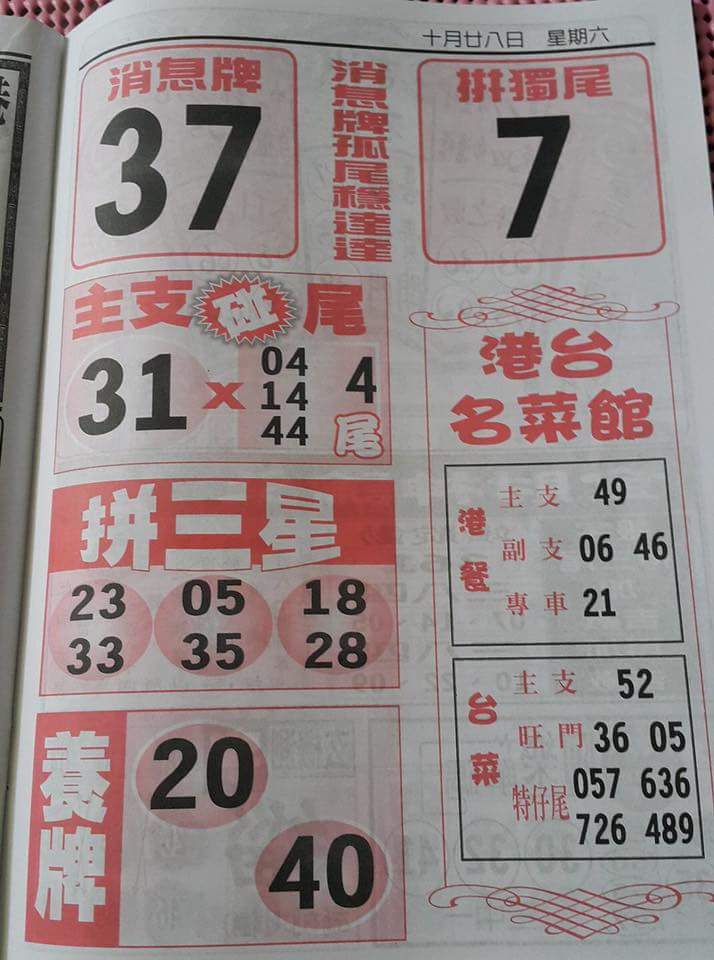 十月廿八日 星期六
消息牌
37
消息牌孤尾穩達達
拚獨尾
7
主支碰尾
31 x 04 14 44 4尾
拼三星
23 05 18
33 35 28
養牌
20
40
港台
名菜館
港餐
主支 49
副支 06 46
專車 21
台菜
主支 52
旺門 36 05
特仔尾 057 636
726 489